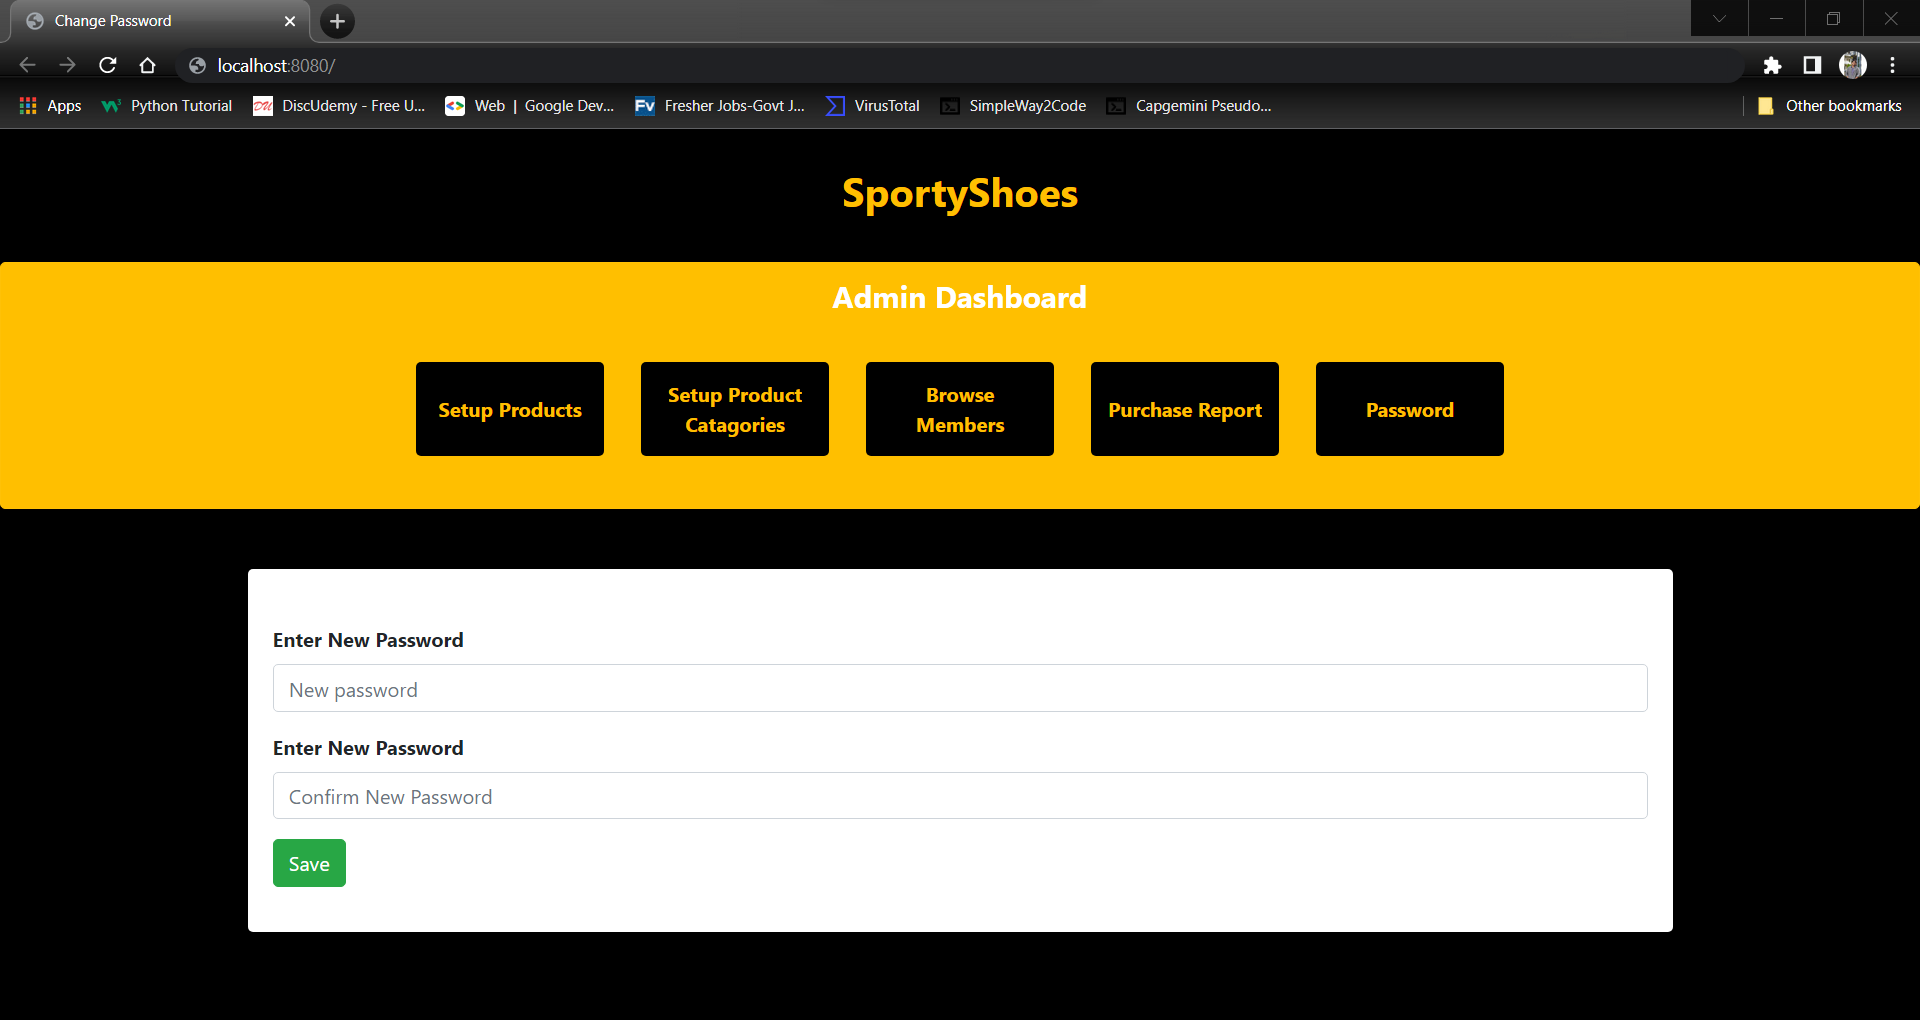 Change Password
localhost:8080/
Apps
Python Tutorial
DU DiscUdemy - Free U...
Web | Google Dev...
Fv Fresher Jobs-Govt J...
VirusTotal
SimpleWay2Code
Capgemini Pseudo...
Other bookmarks
SportyShoes
Admin Dashboard
Setup Products
Setup Product
Catagories
Browse
Members
Purchase Report
Password
Enter New Password
New password
Enter New Password
Confirm New Password
Save